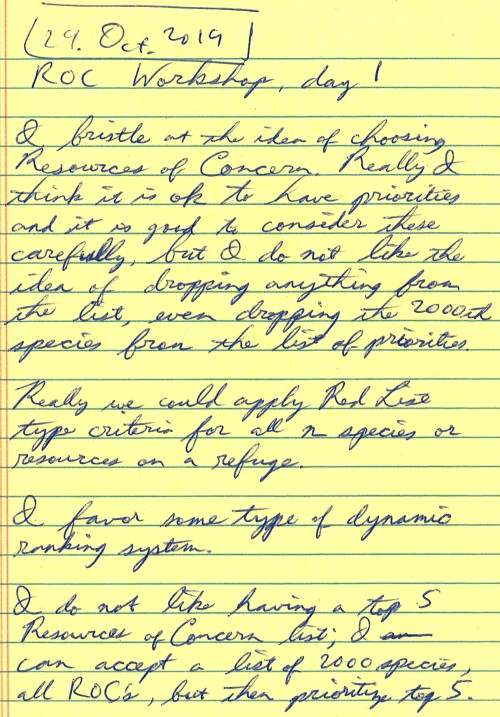 29. Oct. 2019
ROC Workshop, day 1
I bristle at the idea of choosing
Resources of Concern. Really I
think it is ok to have priorities
and it is good to consider these
carefully, but I do not like the
idea of dropping anything from
the list, even dropping the 2000th
species from the list of priorities.
Really we could apply Red List
type criteria for all n species or
resources on a refuge.
I favor some type of dynamic
ranking system.
I do not like having a top 5
Resources of Concern list; I
can accept a list of 2000 species,
all ROC's, but then prioritize top 5.